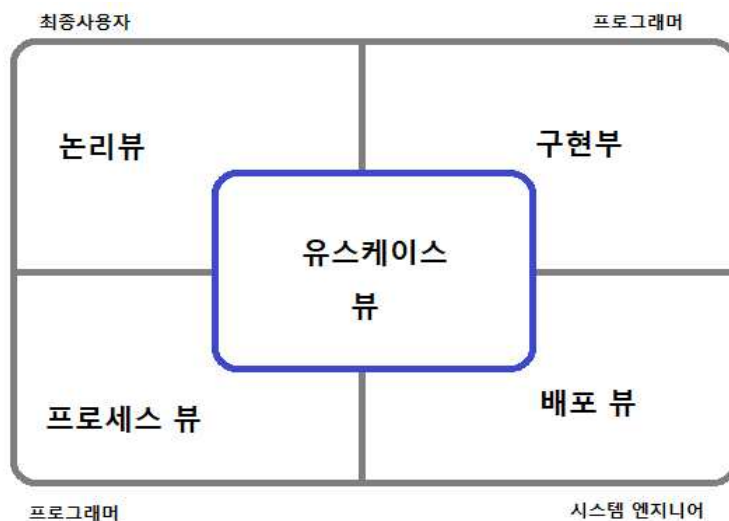 최종사용자
프로그래머
논리뷰
구현부
유스케이스
뷰
프로세스 뷰
배포 뷰
프로그래머
시스템 엔지니어